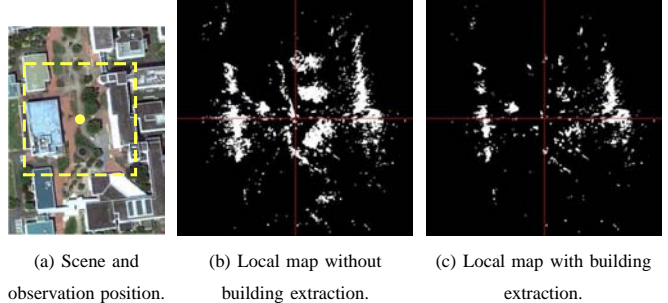 (a) Scene and
observation position.
(b) Local map without
building extraction.
(c) Local map with building
extraction.